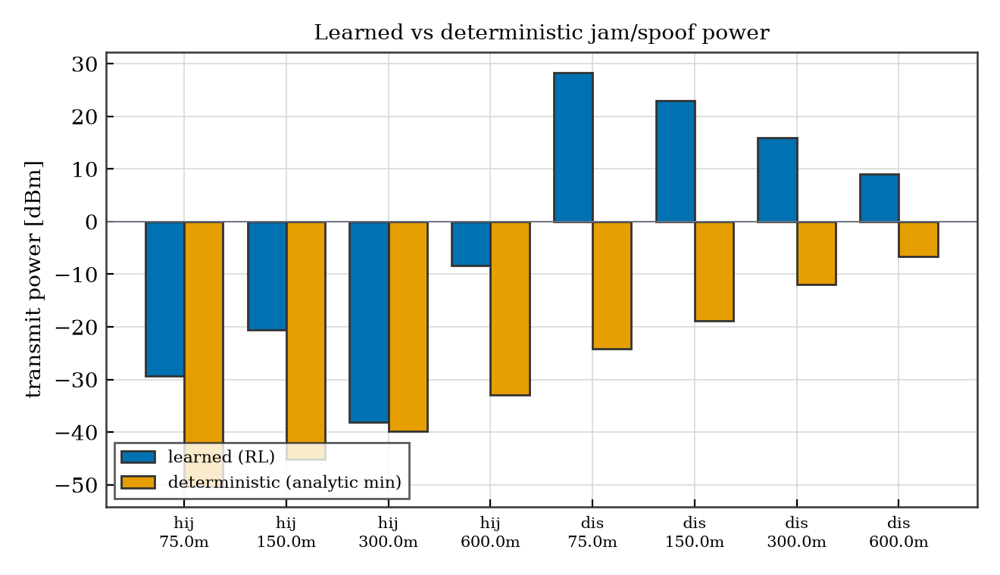 Learned vs deterministic jam/spoof power
transmit power [dBm]
30
20
10
0
−10
−20
−30
−40
−50
learned (RL)
deterministic (analytic min)
hij
75.0m
hij
150.0m
hij
300.0m
hij
600.0m
dis
75.0m
dis
150.0m
dis
300.0m
dis
600.0m